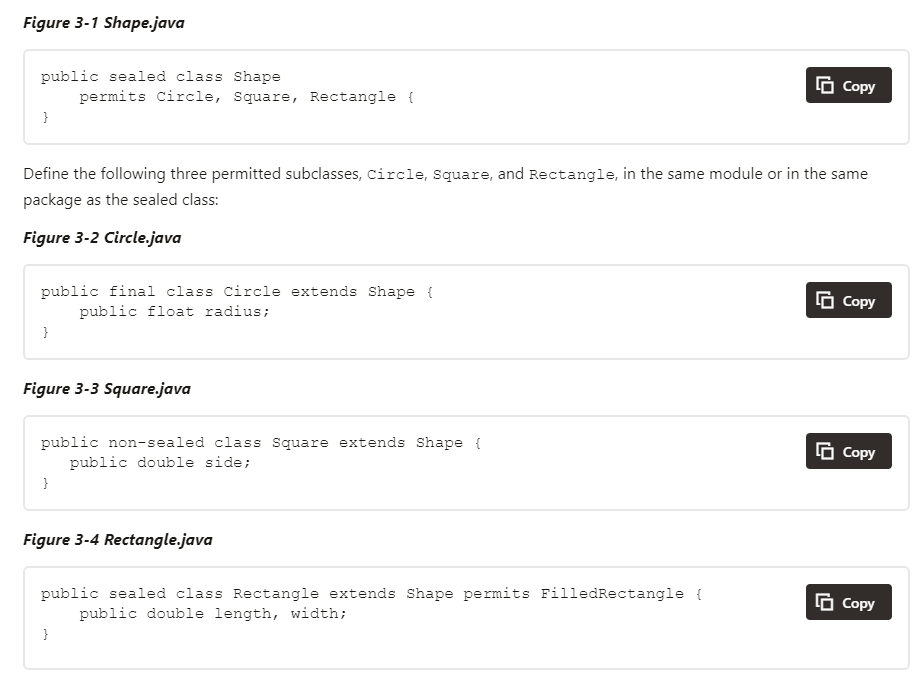 Figure 3-1 Shape.java
public sealed class Shape
    permits Circle, Square, Rectangle {
}
Copy
Define the following three permitted subclasses, Circle, Square, and Rectangle, in the same module or in the same
package as the sealed class:
Figure 3-2 Circle.java
public final class Circle extends Shape {
    public float radius;
}
Copy
Figure 3-3 Square.java
public non-sealed class Square extends Shape {
   public double side;
}
Copy
Figure 3-4 Rectangle.java
public sealed class Rectangle extends Shape permits FilledRectangle {
    public double length, width;
}
Copy